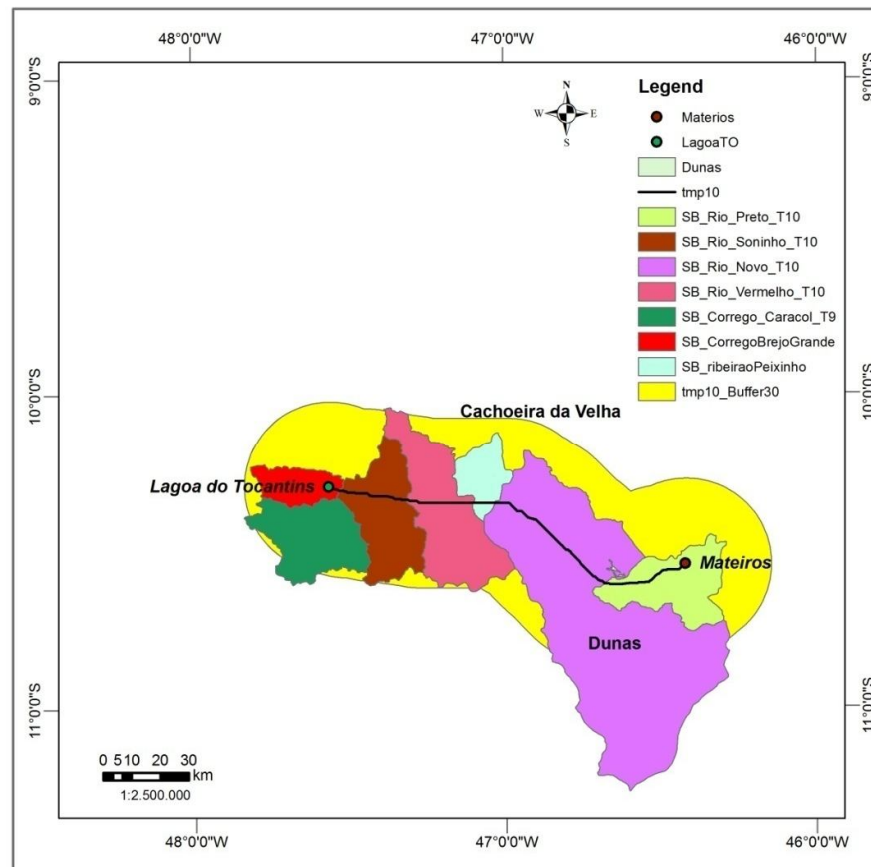 48°0'0"W 47°0'0"W 46°0'0"W
9°0'0"S
9°0'0"S
N
W E
S
Legend
Materios
LagoaTO
Dunas
tmp10
SB_Rio_Preto_T10
SB_Rio_Soninho_T10
SB_Rio_Novo_T10
SB_Rio_Vermelho_T10
SB_Corrego_Caracol_T9
SB_CorregoBrejoGrande
SB_ribeiraoPeixinho
tmp10_Buffer30
10°0'0"S
10°0'0"S
Cachoeira da Velha
Lagoa do Tocantins
Mateiros
Dunas
11°0'0"S
11°0'0"S
0 510 20 30
km
1:2.500.000
48°0'0"W 47°0'0"W 46°0'0"W